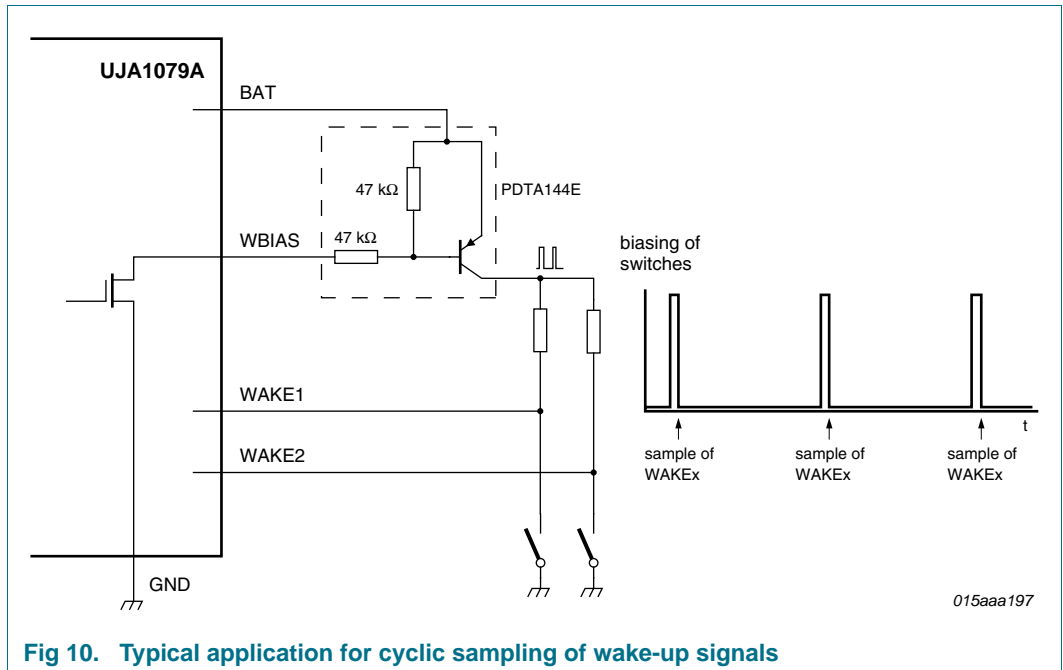 UJA1079A
BAT
47 kΩ
PDTA144E
WBIAS
47 kΩ
biasing of
switches
WAKE1
t
sample of
WAKEx
sample of
WAKEx
sample of
WAKEx
WAKE2
GND
015aaa197
Fig 10. Typical application for cyclic sampling of wake-up signals